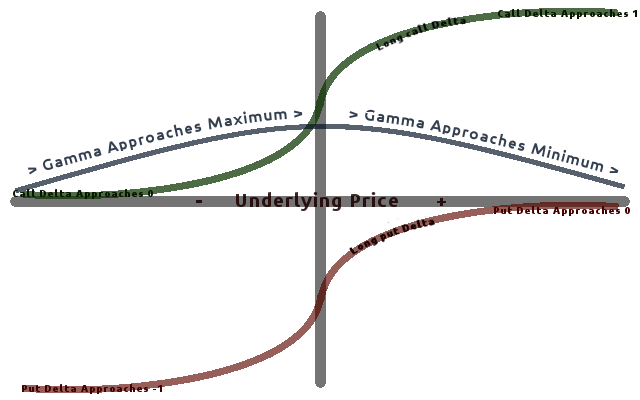 Call Delta Approaches 1
Long call Delta
> Gamma Approaches Maximum >
> Gamma Approaches Minimum >
Call Delta Approaches 0
- Underlying Price +
Put Delta Approaches 0
Long put Delta
Put Delta Approaches -1